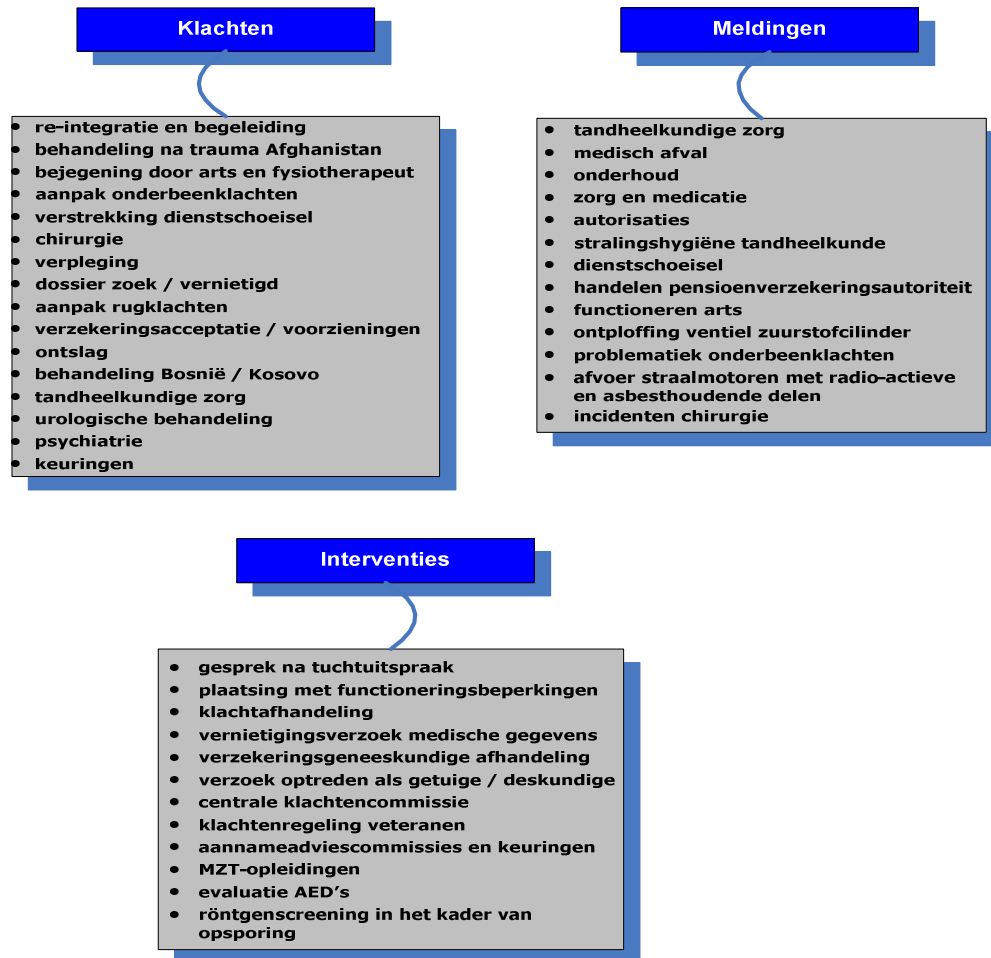 Klachten
• re-integratie en begeleiding
• behandeling na trauma Afghanistan
• bejegening door arts en fysiotherapeut
• aanpak onderbeenklachten
• verstrekking dienstschoeisel
• chirurgie
• verpleging
• dossier zoek / vernietigd
• aanpak rugklachten
• verzekeringsacceptatie / voorzieningen
• ontslag
• behandeling Bosnië / Kosovo
• tandheelkundige zorg
• urologische behandeling
• psychiatrie
• keuringen
Meldingen
• tandheelkundige zorg
• medisch afval
• onderhoud
• zorg en medicatie
• autorisaties
• stralingshygiëne tandheelkunde
• dienstschoeisel
• handelen pensioenverzekeringsautoriteit
• functioneren arts
• ontploffing ventiel zuurstofcilinder
• problematiek onderbeenklachten
• afvoer straalmotoren met radio-actieve
en asbesthoudende delen
• incidenten chirurgie
Interventies
• gesprek na tuchtuitspraak
• plaatsing met functioneringsbeperkingen
• klachtafhandeling
• vernietigingsverzoek medische gegevens
• verzekeringsgeneeskundige afhandeling
• verzoek optreden als getuige / deskundige
• centrale klachtencommissie
• klachtenregeling veteranen
• aannameadviescommissies en keuringen
• MZT-opleidingen
• evaluatie AED's
• röntgenscreening in het kader van
opsporing